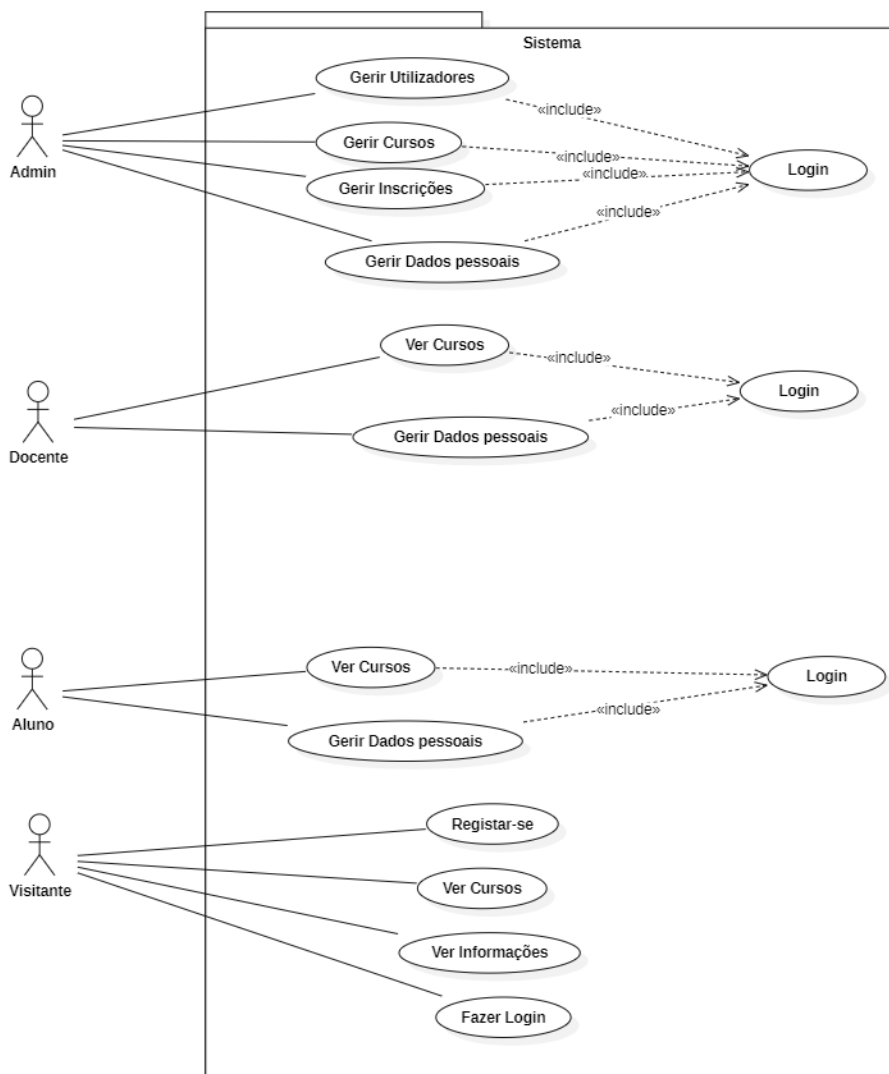 Sistema
Gerir Utilizadores
«include»
Admin
Gerir Cursos
«include»
Login
Gerir Inscrições
«include»
«include»
Gerir Dados pessoais
Ver Cursos
«include»
Docente
Login
«include»
Gerir Dados pessoais
Aluno
Ver Cursos
«include»
Login
«include»
Gerir Dados pessoais
Visitante
Registar-se
Ver Cursos
Ver Informações
Fazer Login